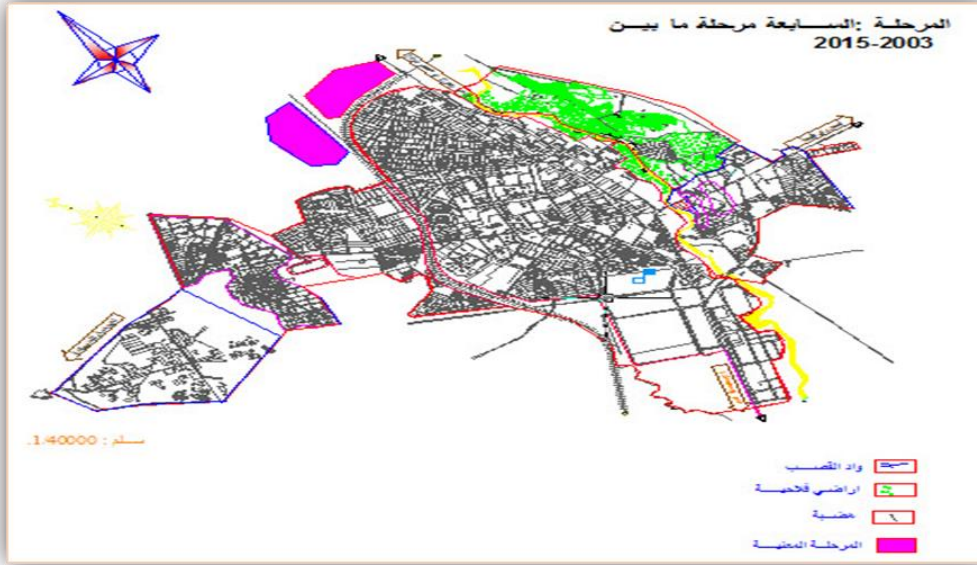 المرحلة :السابعة مرحلة ما بين
2015-2003
سلم : 1/40000.
واد القصب
اراضي فلاحية
هضبة
المرحلة المعنية